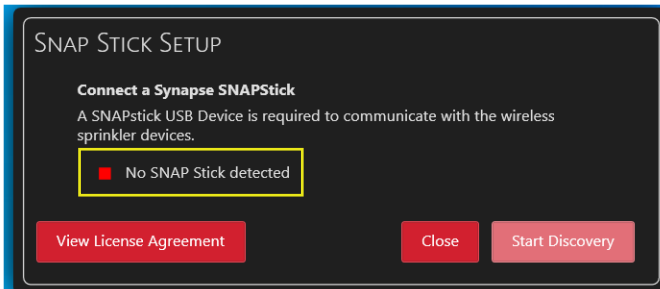 Snap Stick Setup
Connect a Synapse SNAPStick
A SNAPstick USB Device is required to communicate with the wireless
sprinkler devices.
No SNAP Stick detected
View License Agreement
Close
Start Discovery